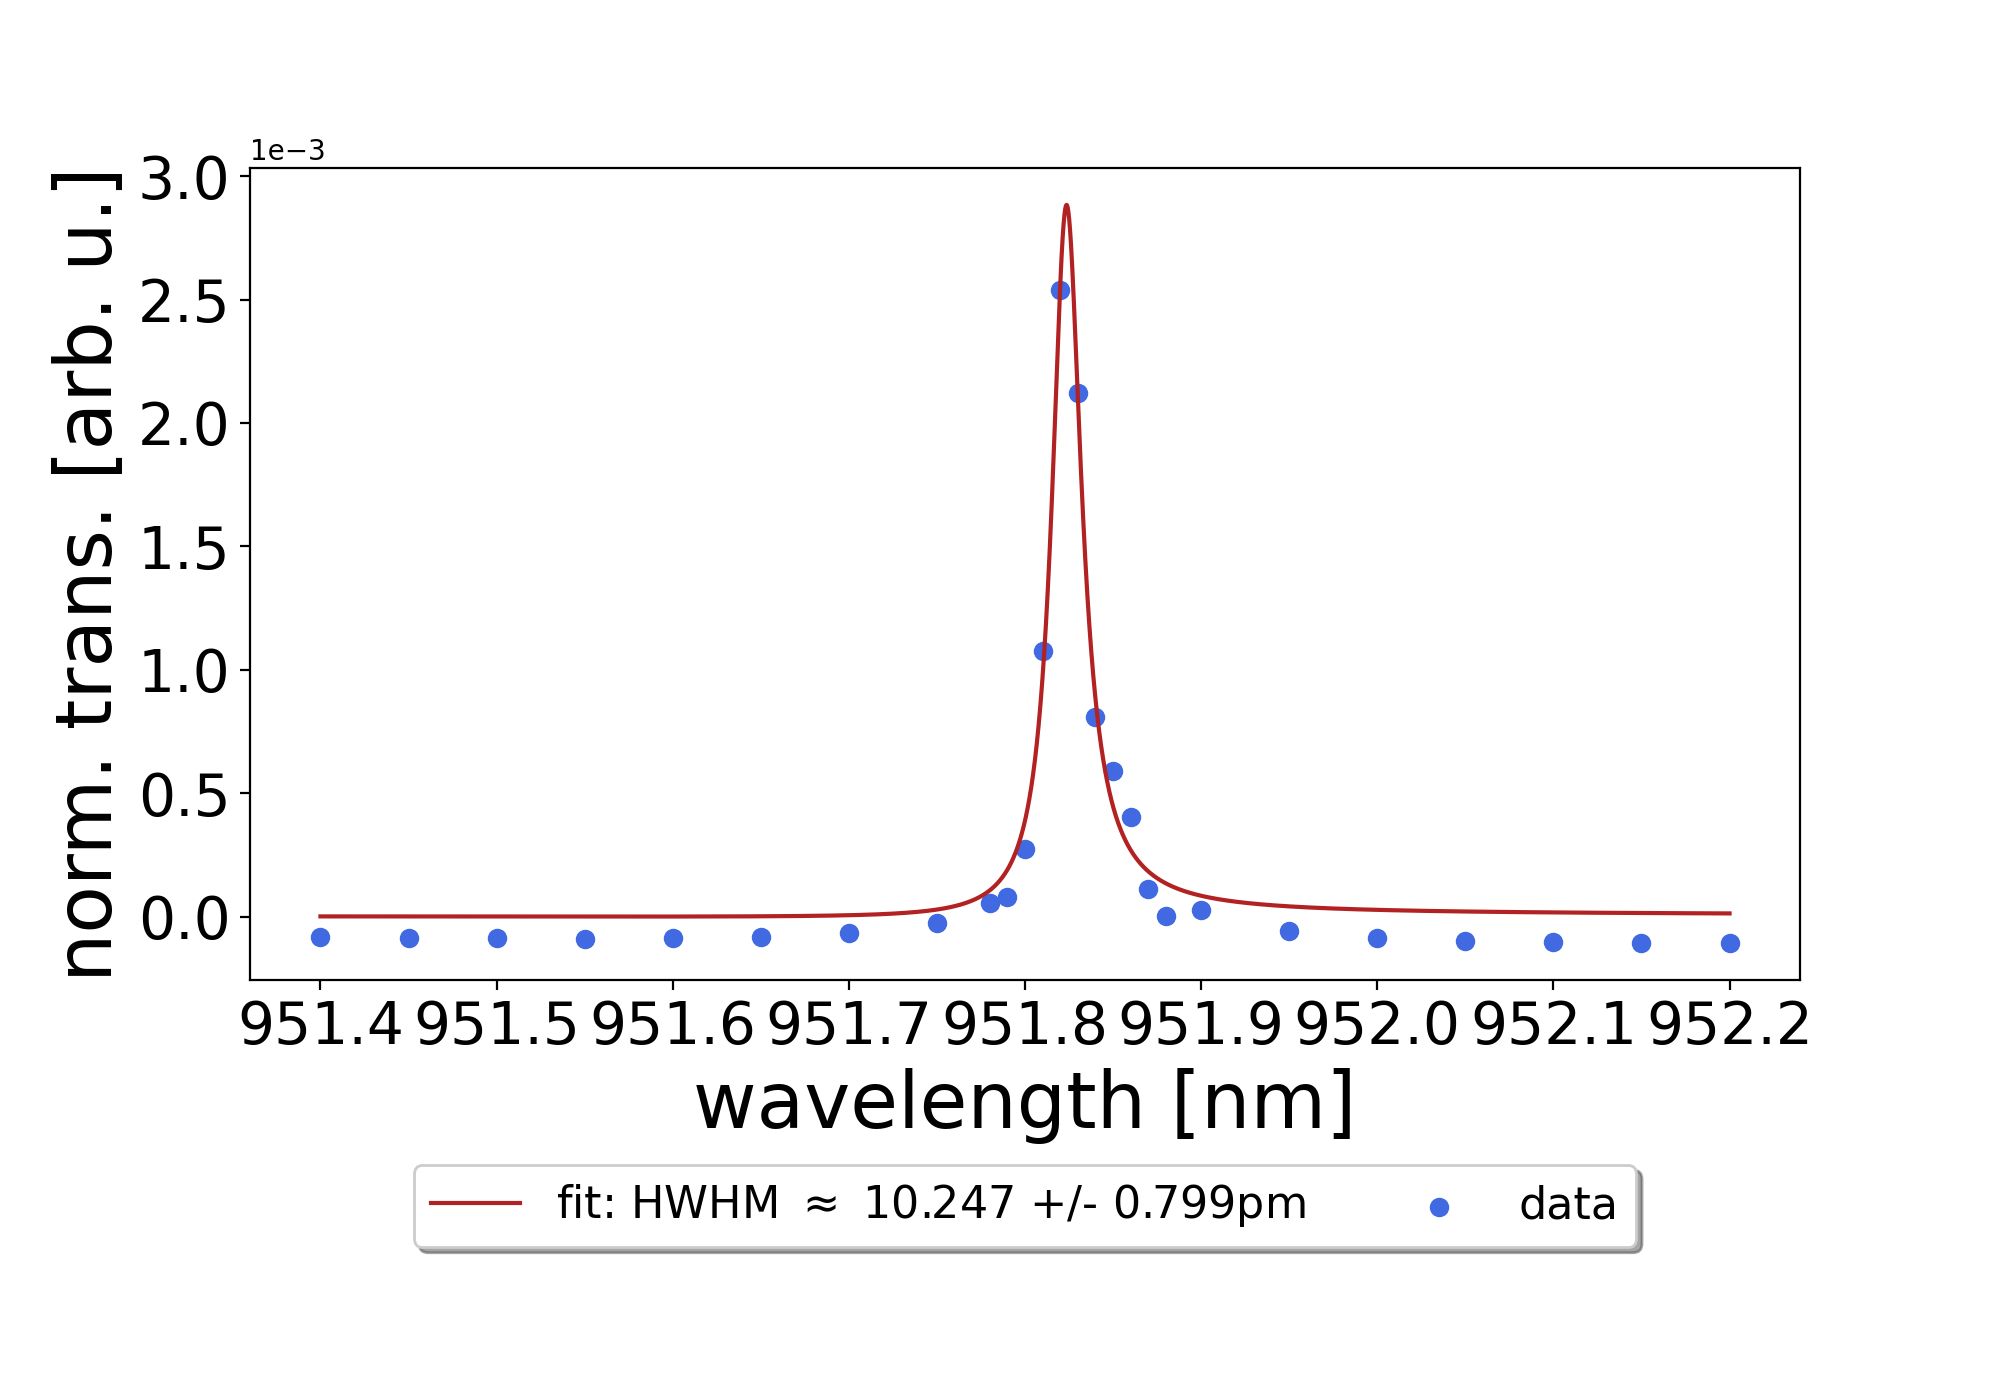 1e−3
norm. trans. [arb. u.]
3.0
2.5
2.0
1.5
1.0
0.5
0.0
951.4 951.5 951.6 951.7 951.8 951.9 952.0 952.1 952.2
wavelength [nm]
fit: HWHM ≈ 10.247 +/- 0.799pm data